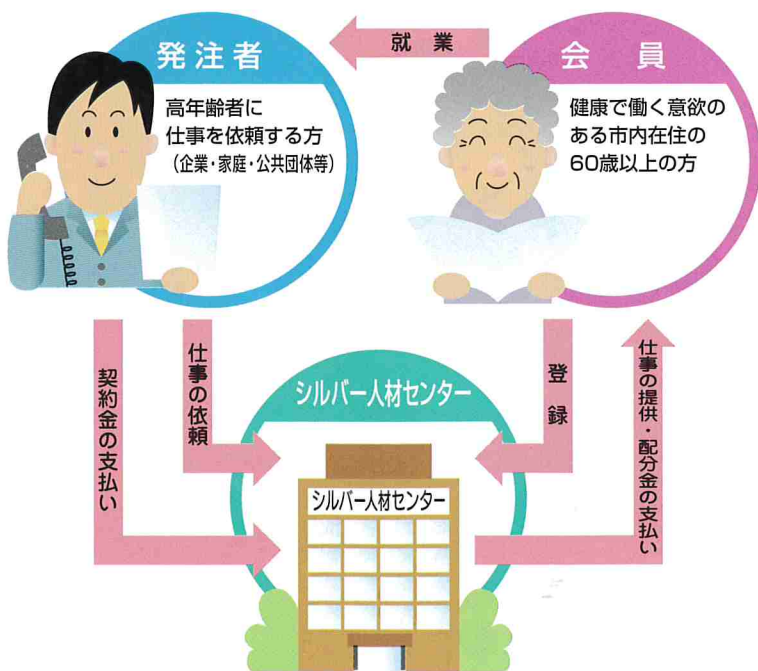 発注者
高年齢者に
仕事を依頼する方
（企業・家庭・公共団体等）
就業
会員
健康で働く意欲の
ある市内在住の
60歳以上の方
契約金の支払い
仕事の依頼
登録
仕事の提供・配分金の支払い
シルバー人材センター
シルバー人材センター